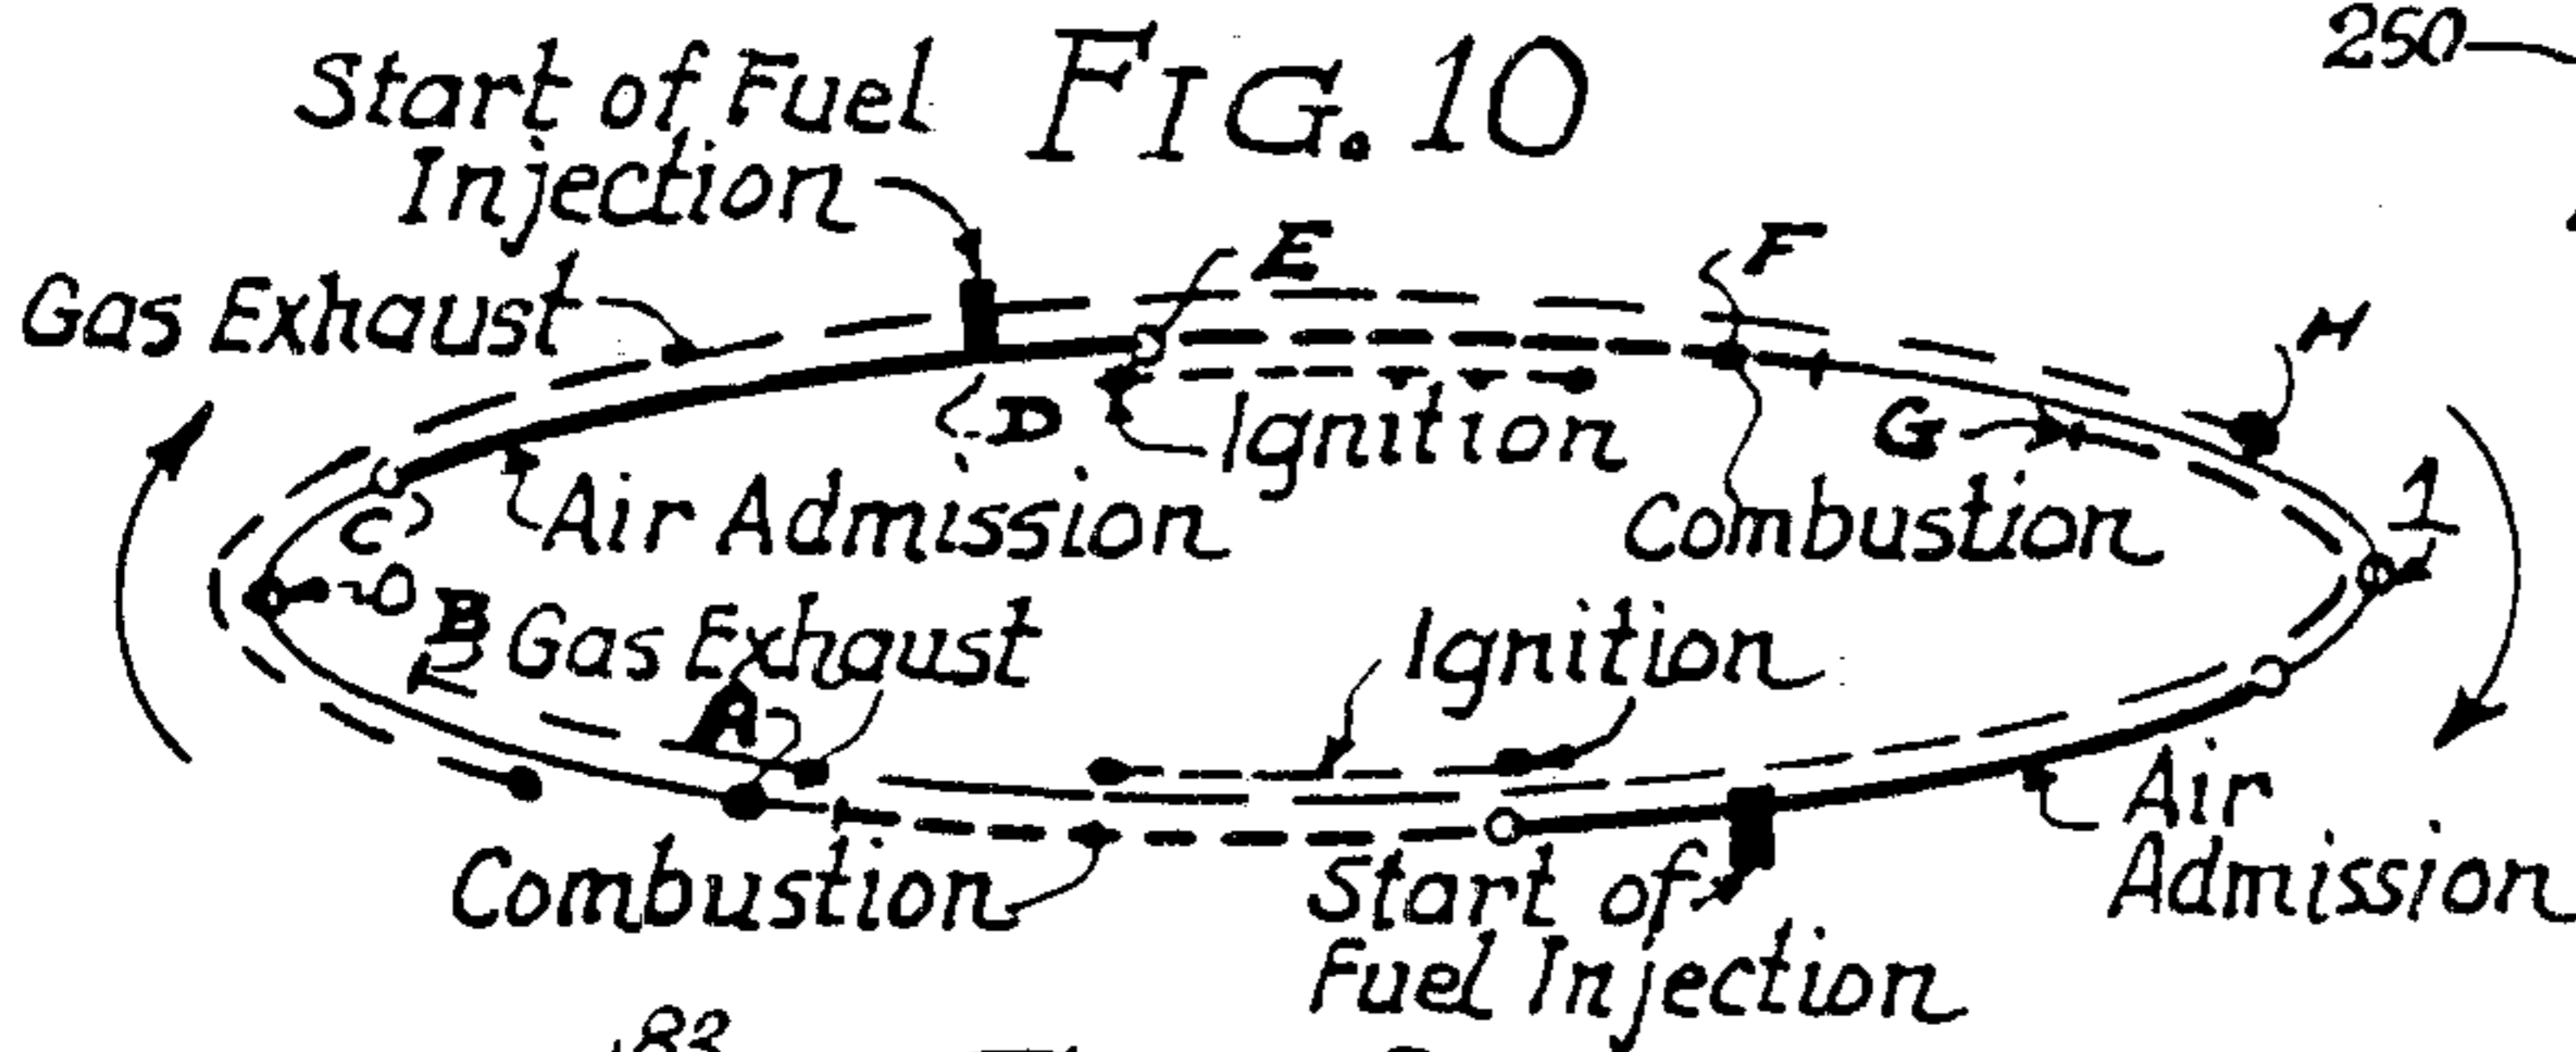 FIG. 10
250
Start of Fuel
Injection
Gas Exhaust
E
F
H
D
Ignition
G
C
Air Admission
Combustion
1
O
B
Gas Exhaust
Ignition
A
Air
Admission
Combustion
Start of
Fuel Injection
83